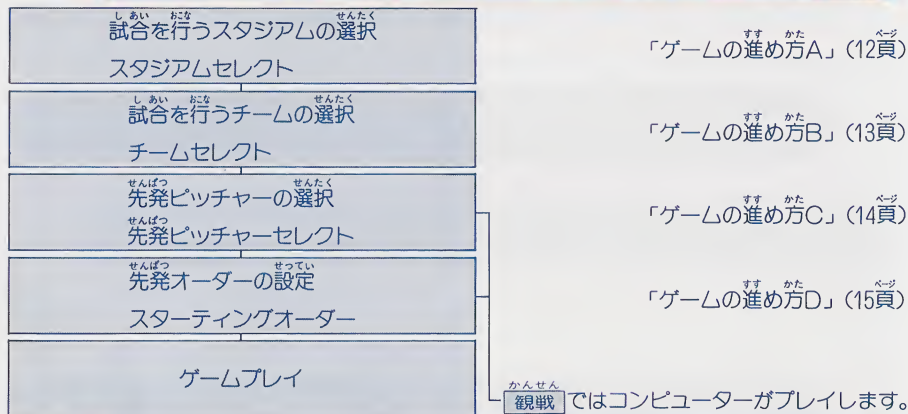 試合を行うスタジアムの選択
スタジアムセレクト
「ゲームの進め方A」(12頁)
試合を行うチームの選択
チームセレクト
「ゲームの進め方B」(13頁)
先発ピッチャーの選択
先発ピッチャーセレクト
「ゲームの進め方C」(14頁)
先発オーダーの設定
スターティングオーダー
「ゲームの進め方D」(15頁)
ゲームプレイ
観戦ではコンピューターがプレイします。